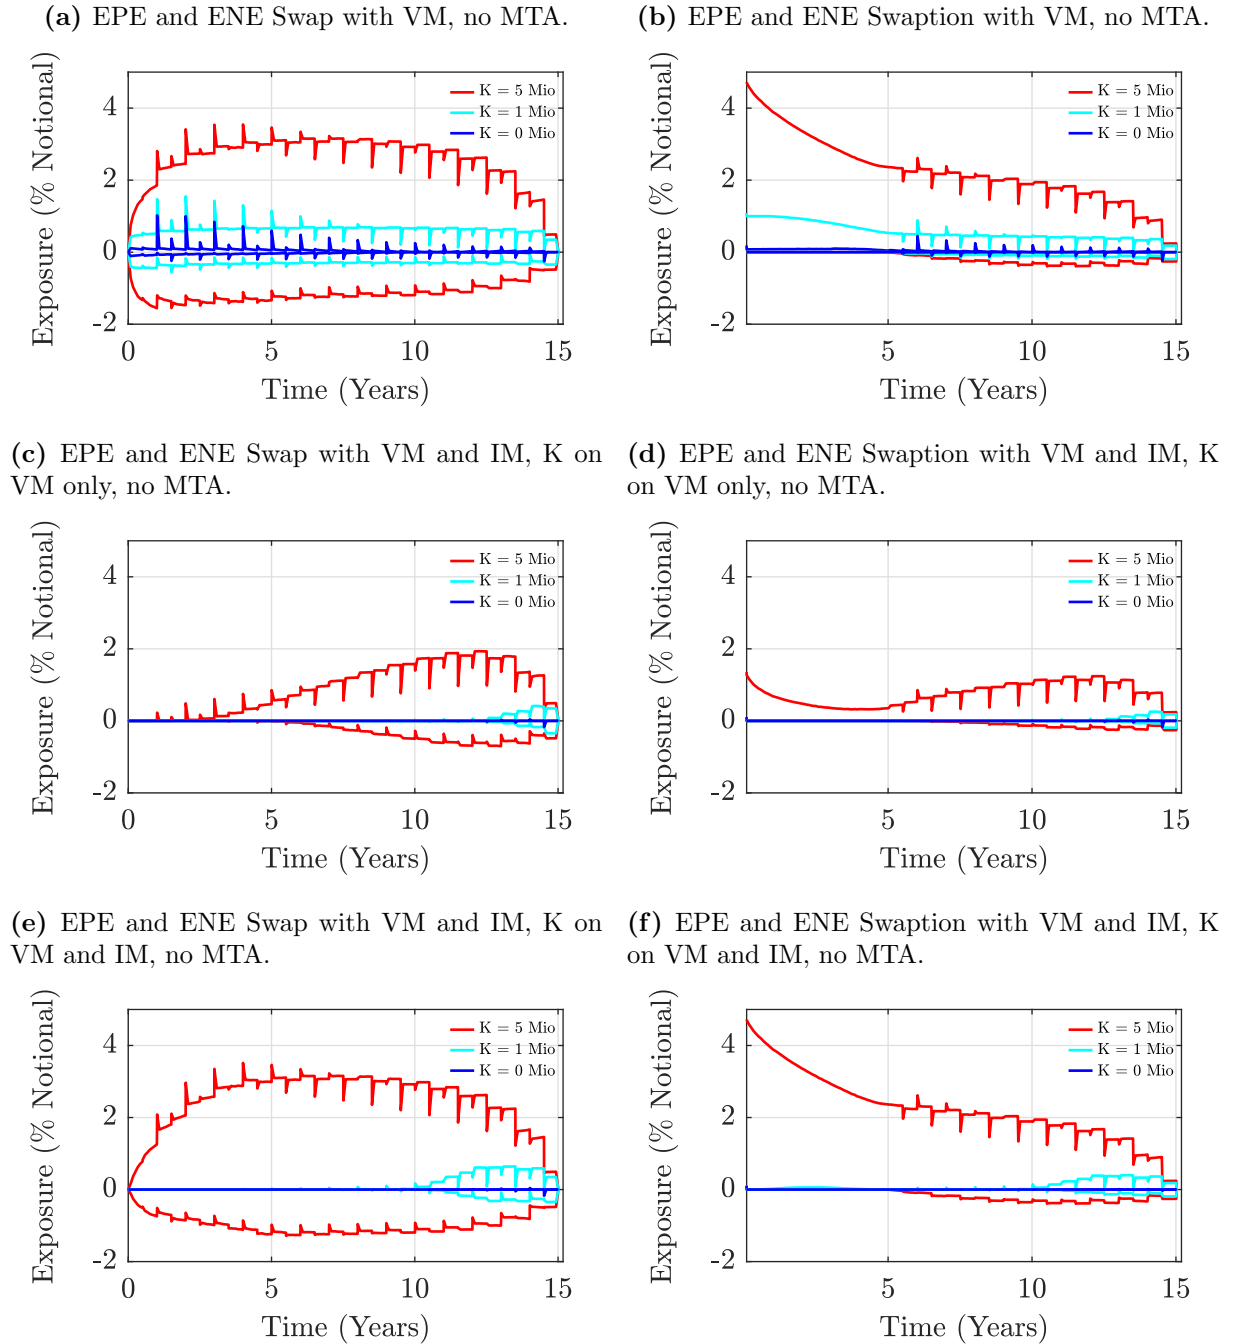 (a) EPE and ENE Swap with VM, no MTA.
Exposure (% Notional)
4
2
0
-2
K = 5 Mio
K = 1 Mio
K = 0 Mio
0 5 10 15
Time (Years)
(b) EPE and ENE Swaption with VM, no MTA.
Exposure (% Notional)
4
2
0
-2
K = 5 Mio
K = 1 Mio
K = 0 Mio
5 10 15
Time (Years)
(c) EPE and ENE Swap with VM and IM, K on
VM only, no MTA.
Exposure (% Notional)
4
2
0
-2
K = 5 Mio
K = 1 Mio
K = 0 Mio
0 5 10 15
Time (Years)
(d) EPE and ENE Swaption with VM and IM, K
on VM only, no MTA.
Exposure (% Notional)
4
2
0
-2
K = 5 Mio
K = 1 Mio
K = 0 Mio
5 10 15
Time (Years)
(e) EPE and ENE Swap with VM and IM, K on
VM and IM, no MTA.
Exposure (% Notional)
4
2
0
-2
K = 5 Mio
K = 1 Mio
K = 0 Mio
0 5 10 15
Time (Years)
(f) EPE and ENE Swaption with VM and IM, K
on VM and IM, no MTA.
Exposure (% Notional)
4
2
0
-2
K = 5 Mio
K = 1 Mio
K = 0 Mio
5 10 15
Time (Years)